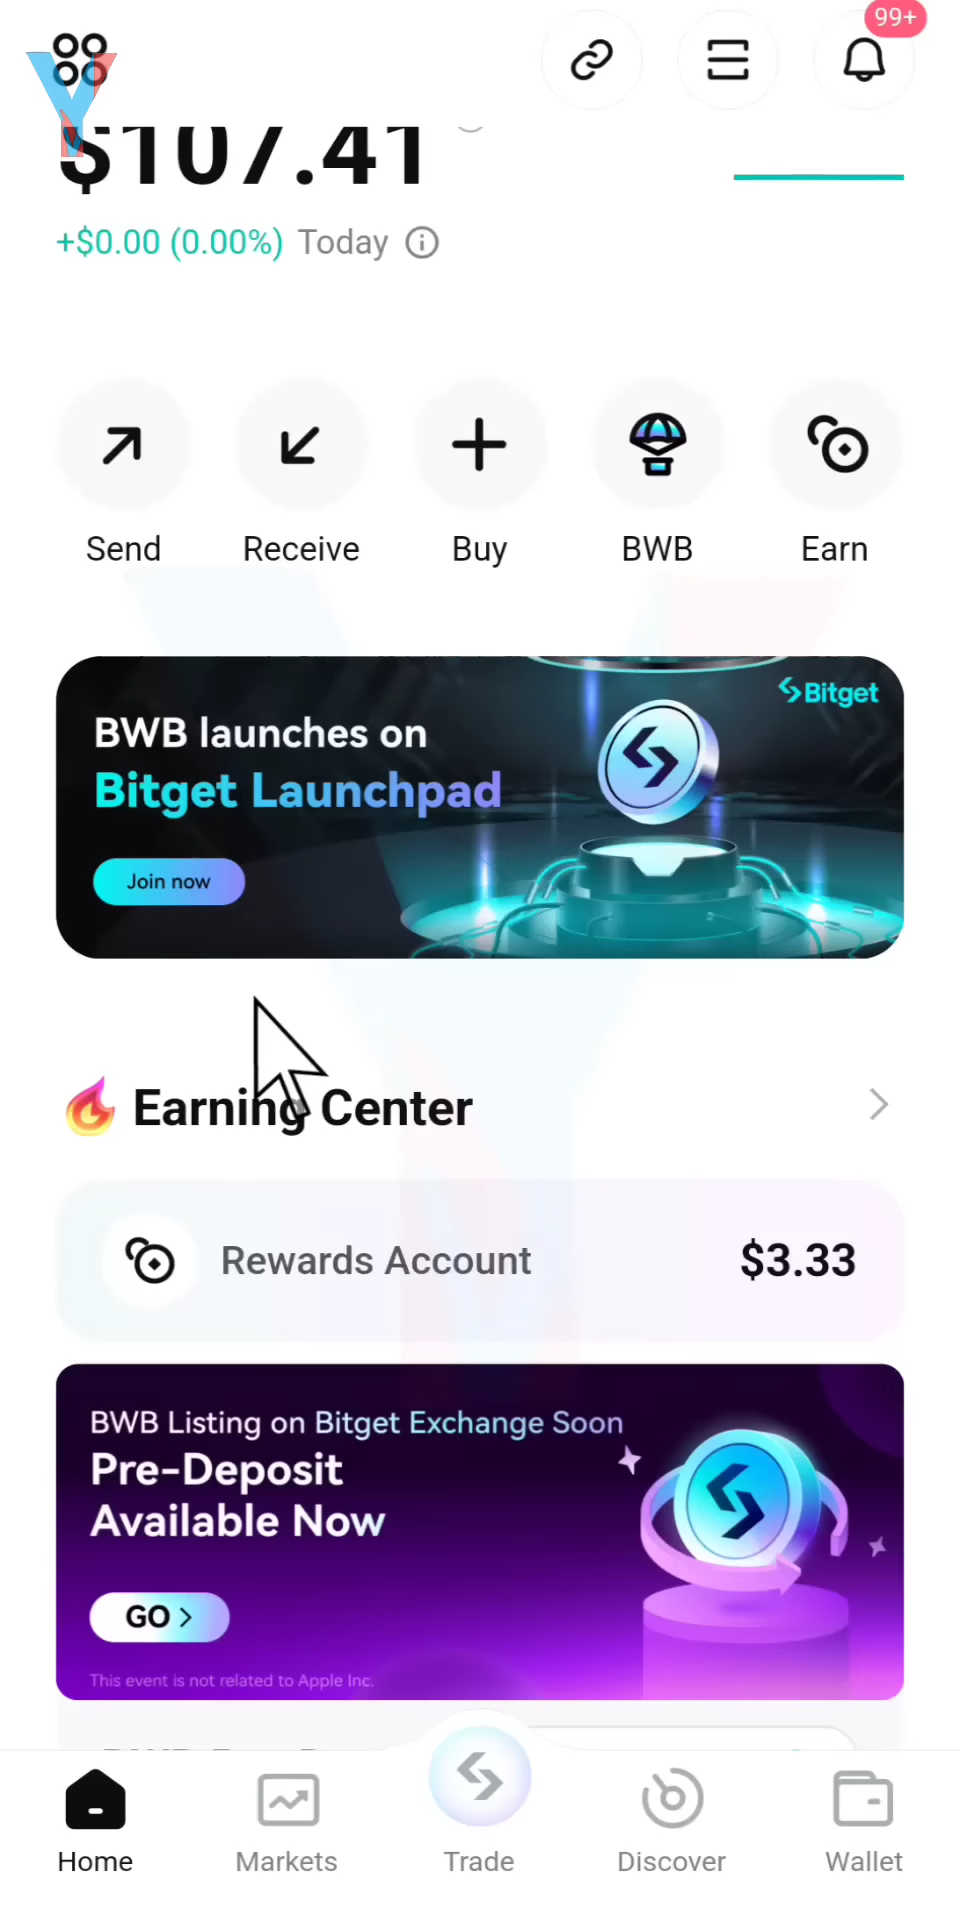 99+
$107.41
+$0.00 (0.00%) Today
Send Receive Buy BWB Earn
Bitget
BWB launches on
Bitget Launchpad
Join now
Earning Center
Rewards Account $3.33
BWB Listing on Bitget Exchange Soon
Pre-Deposit
Available Now
GO >
This event is not related to Apple Inc.
Home Markets Trade Discover Wallet